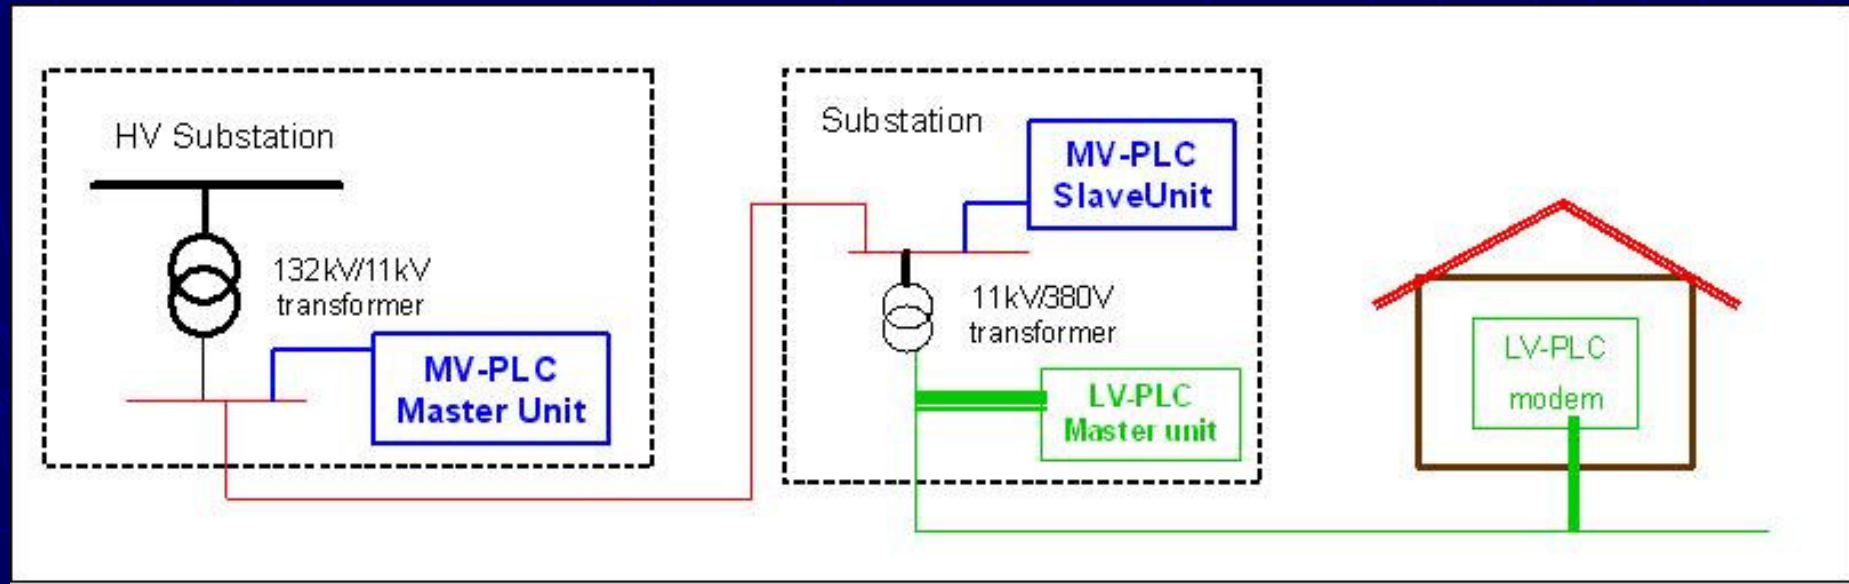 HV Substation
132kV/11kV
transformer
MV-PLC
Master Unit
Substation
MV-PLC
SlaveUnit
11kV/380V
transformer
LV-PLC
Master unit
LV-PLC
modem